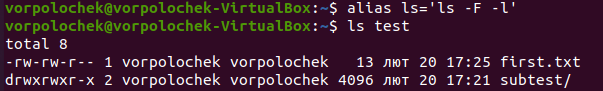 vorpolochek@vorpolochek-VirtualBox:~$ alias ls='ls -F -l'
vorpolochek@vorpolochek-VirtualBox:~$ ls test
total 8
-rw-rw-r-- 1 vorpolochek vorpolochek   13 лют 20 17:25 first.txt
drwxrwxr-x 2 vorpolochek vorpolochek 4096 лют 20 17:21 subtest/